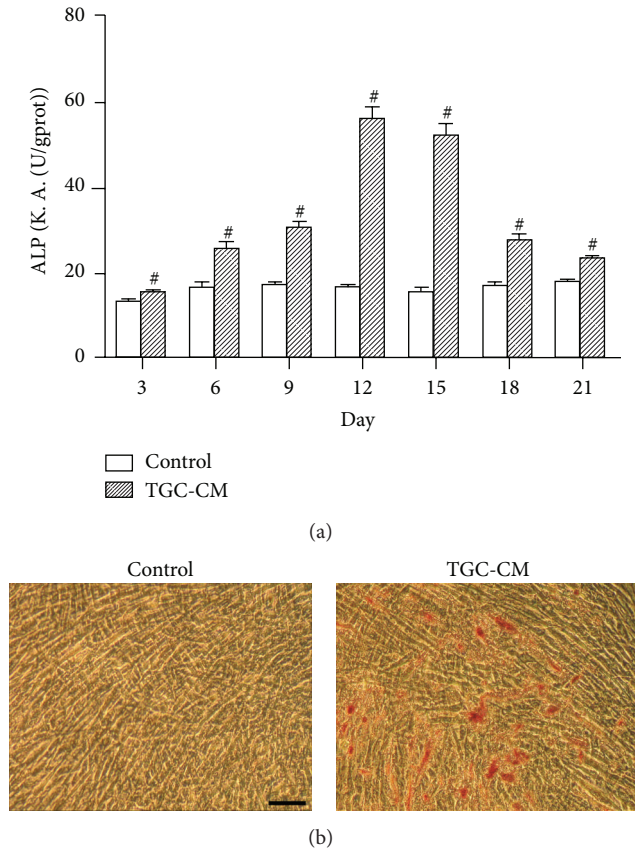 80
60
40
20
0
ALP (K. A. (U/gprot))
# # # # # # #
3 6 9 12 15 18 21
Day
Control
TGC-CM
(a)
Control TGC-CM
(b)